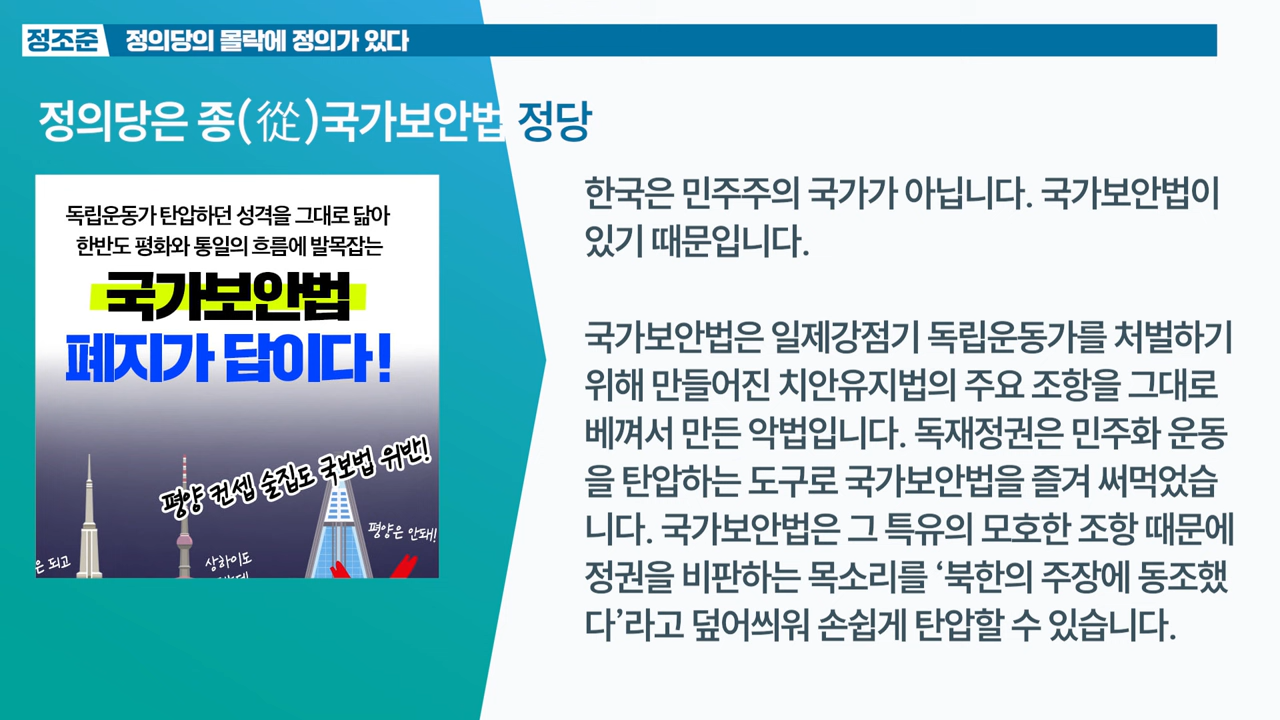 정조준 정의당의 몰락에 정의가 있다
정의당은 종(從)국가보안법 정당
독립운동가 탄압하던 성격을 그대로 닮아
한반도 평화와 통일의 흐름에 발목잡는
국가보안법
폐지가 답이다!
평양 컨셉 술집도 국보법 위반!
평양은 안돼!
은 되고
상하이도
한국은 민주주의 국가가 아닙니다. 국가보안법이
있기 때문입니다.
국가보안법은 일제강점기 독립운동가를 처벌하기
위해 만들어진 치안유지법의 주요 조항을 그대로
베껴서 만든 악법입니다. 독재정권은 민주화 운동
을 탄압하는 도구로 국가보안법을 즐겨 써먹었습
니다. 국가보안법은 그 특유의 모호한 조항 때문에
정권을 비판하는 목소리를 ‘북한의 주장에 동조했
다’라고 덮어씌워 손쉽게 탄압할 수 있습니다.